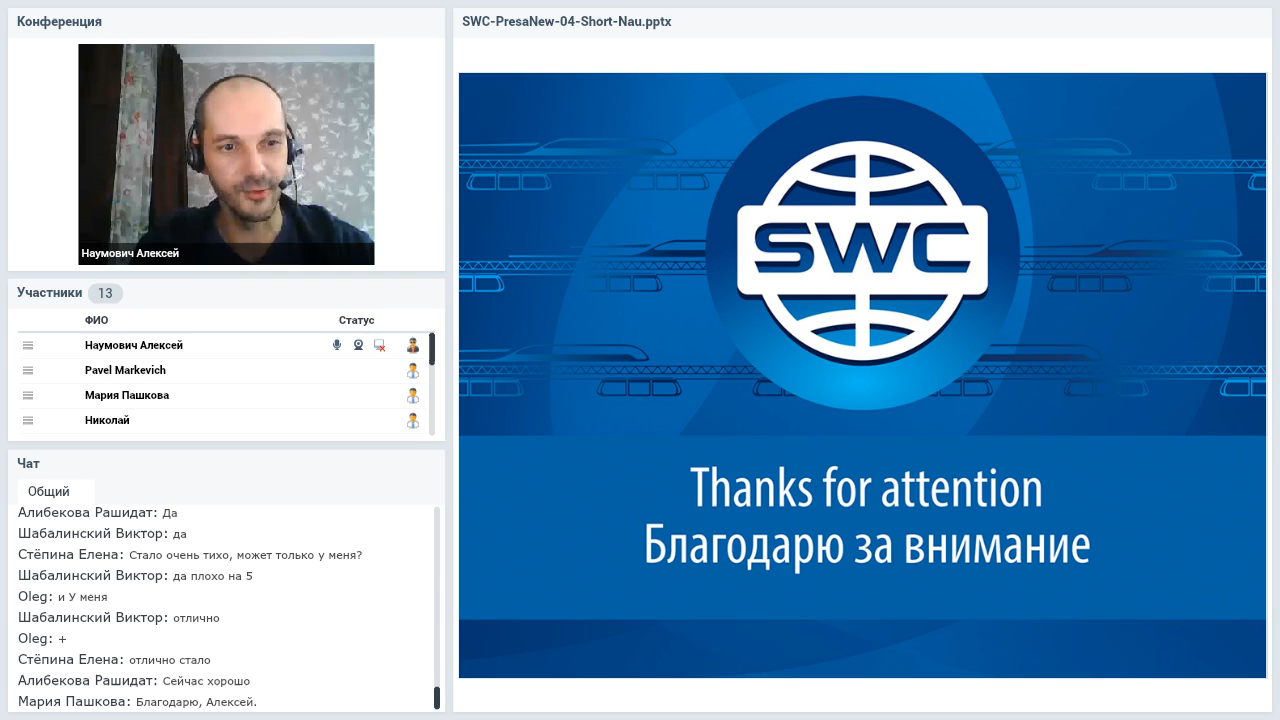 Конференция
Наумович Алексей
Участники 13
ФИО Статус
Наумович Алексей
Pavel Markevich
Мария Пашкова
Николай
Чат
Общий
Алибекова Рашидат: Да
Шабалинский Виктор: да
Стёпина Елена: Стало очень тихо, может только у меня?
Шабалинский Виктор: да плохо на 5
Oleg: и У меня
Шабалинский Виктор: отлично
Oleg: +
Стёпина Елена: отлично стало
Алибекова Рашидат: Сейчас хорошо
Мария Пашкова: Благодарю, Алексей.
SWC-PresaNew-04-Short-Nau.pptx
SWC
Thanks for attention
Благодарю за внимание